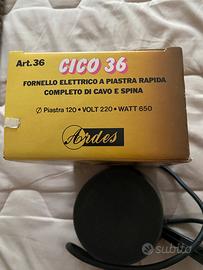 Art.36
CICO 36
FORNELLO ELETTRICO A PIASTRA RAPIDA
COMPLETO DI CAVO E SPINA
Ø Piastra 120 • VOLT 220 • WATT 650
Ardes
subito